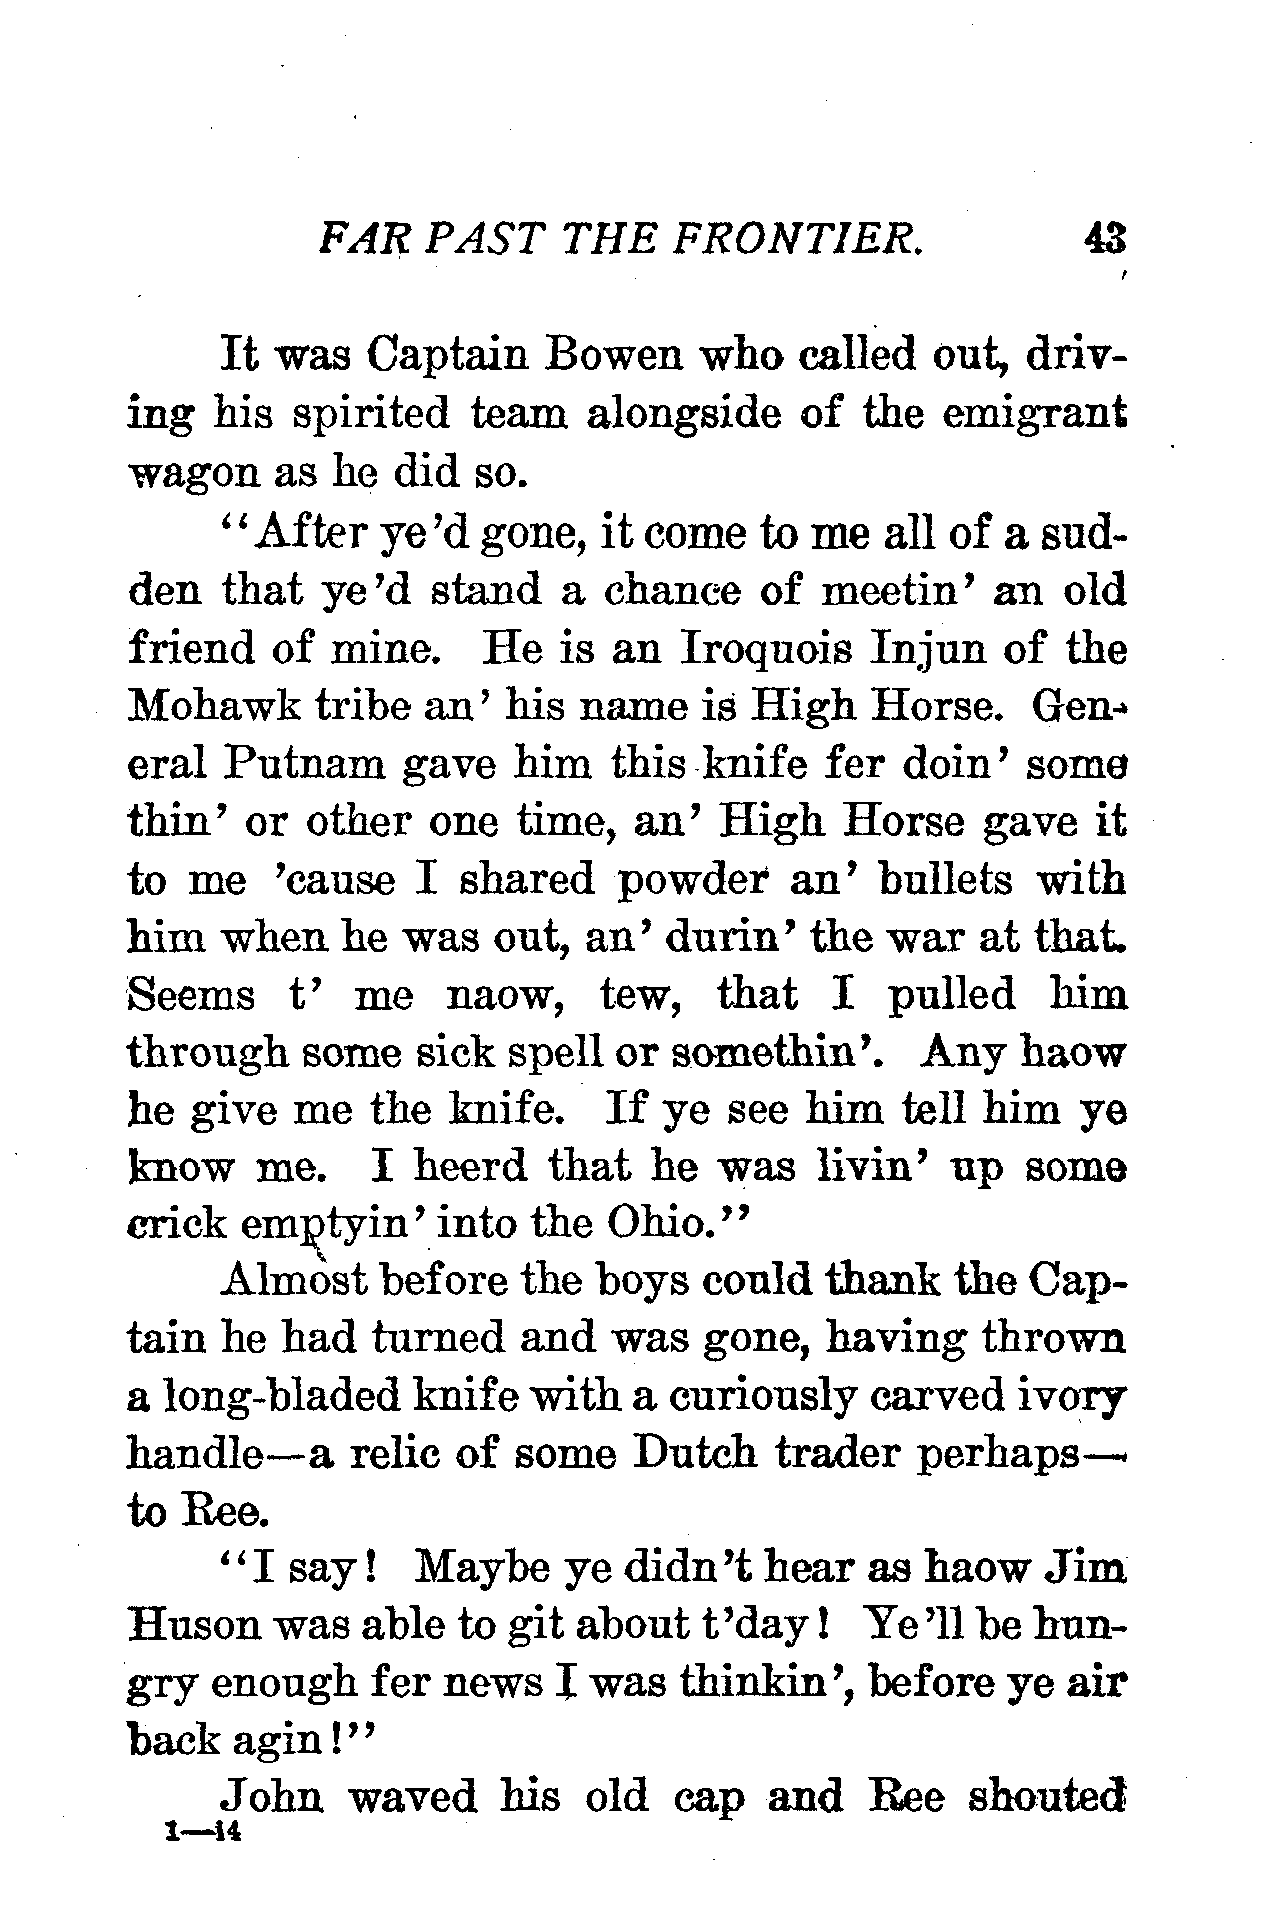 FAR PAST THE FRONTIER. 43
It was Captain Bowen who called out, driv-
ing his spirited team alongside of the emigrant
wagon as he did so.
"After ye'd gone, it come to me all of a sud-
den that ye'd stand a chance of meetin' an old
friend of mine. He is an Iroquois Injun of the
Mohawk tribe an' his name is High Horse. Gen-
eral Putnam gave him this knife fer doin' some
thin' or other one time, an' High Horse gave it
to me 'cause I shared powder an' bullets with
him when he was out, an' durin' the war at that.
Seems t' me naow, tew, that I pulled him
through some sick spell or somethin'. Any haow
he give me the knife. If ye see him tell him ye
know me. I heerd that he was livin' up some
crick emptyin' into the Ohio."
Almost before the boys could thank the Cap-
tain he had turned and was gone, having thrown
a long-bladed knife with a curiously carved ivory
handle—a relic of some Dutch trader perhaps—
to Ree.
"I say! Maybe ye didn't hear as haow Jim
Huson was able to git about t'day! Ye'll be hun-
gry enough fer news I was thinkin', before ye air
back agin!"
John waved his old cap and Ree shouted
1—14